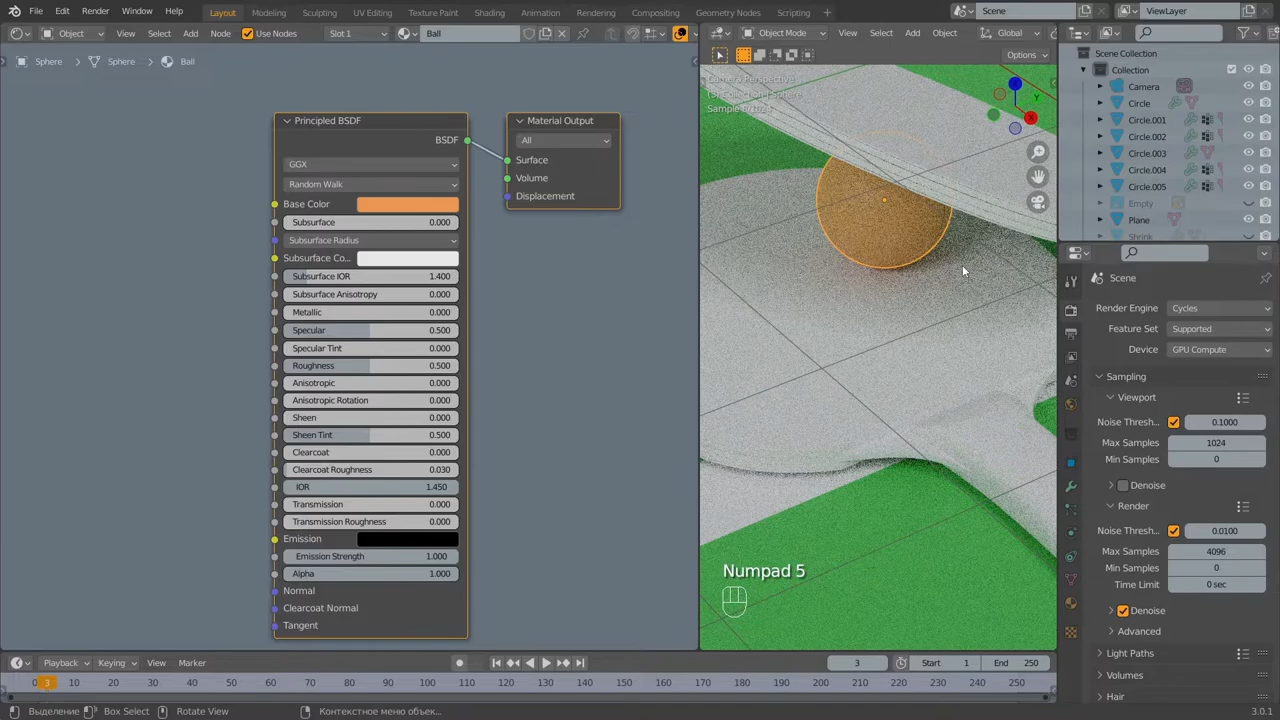 File Edit Render Window Help Layout Modeling Sculpting UV Editing Texture Paint Shading Animation Rendering Compositing Geometry Nodes Scripting + Scene ViewLayer
Object View Select Add Node Use Nodes Slot 1 Ball Object Mode View Select Add Object Global
Sphere > Sphere > Ball
Options
Camera Perspective
Principled BSDF
BSDF
GGX
Random Walk
Base Color
Subsurface 0.000
Subsurface Radius
Subsurface Co...
Subsurface IOR 1.400
Subsurface Anisotropy 0.000
Metallic 0.000
Specular 0.500
Specular Tint 0.000
Roughness 0.500
Anisotropic 0.000
Anisotropic Rotation 0.000
Sheen 0.000
Sheen Tint 0.500
Clearcoat 0.000
Clearcoat Roughness 0.030
IOR 1.450
Transmission 0.000
Transmission Roughness 0.000
Emission
Emission Strength 1.000
Alpha 1.000
Normal
Clearcoat Normal
Tangent
Material Output
All
Surface
Volume
Displacement
Y
X
Numpad 5
Scene Collection
Collection
Camera
Circle
Circle.001
Circle.002
Circle.003
Circle.004
Circle.005
Empty
Plane
Shrink
Scene
Render Engine Cycles
Feature Set Supported
Device GPU Compute
Sampling
Viewport
Noise Thresh... 0.1000
Max Samples 1024
Min Samples 0
Denoise
Render
Noise Thresh... 0.0100
Max Samples 4096
Min Samples 0
Time Limit 0 sec
Denoise
Advanced
Light Paths
Volumes
Hair
Playback Keying View Marker 3 Start 1 End 250
0 3 10 20 30 40 50 60 70 80 90 100 110 120 130 140 150 160 170 180 190 200 210 220 230 240 250
Выделение Box Select Rotate View Контекстное меню объек... 3.0.1